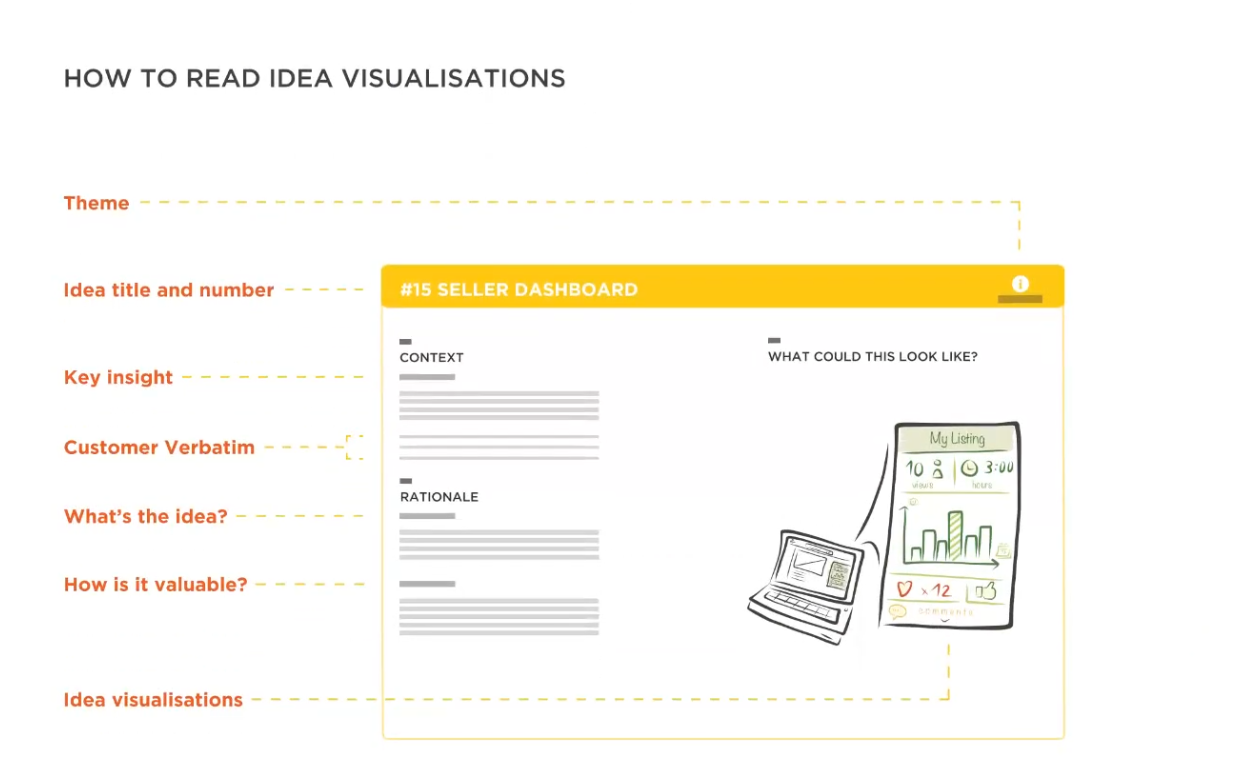 HOW TO READ IDEA VISUALISATIONS
Theme
Idea title and number
#15 SELLER DASHBOARD
i
Key insight
CONTEXT
WHAT COULD THIS LOOK LIKE?
Customer Verbatim
My Listing
10
3:00
views
hours
What's the idea?
RATIONALE
How is it valuable?
x 12
comments
Idea visualisations